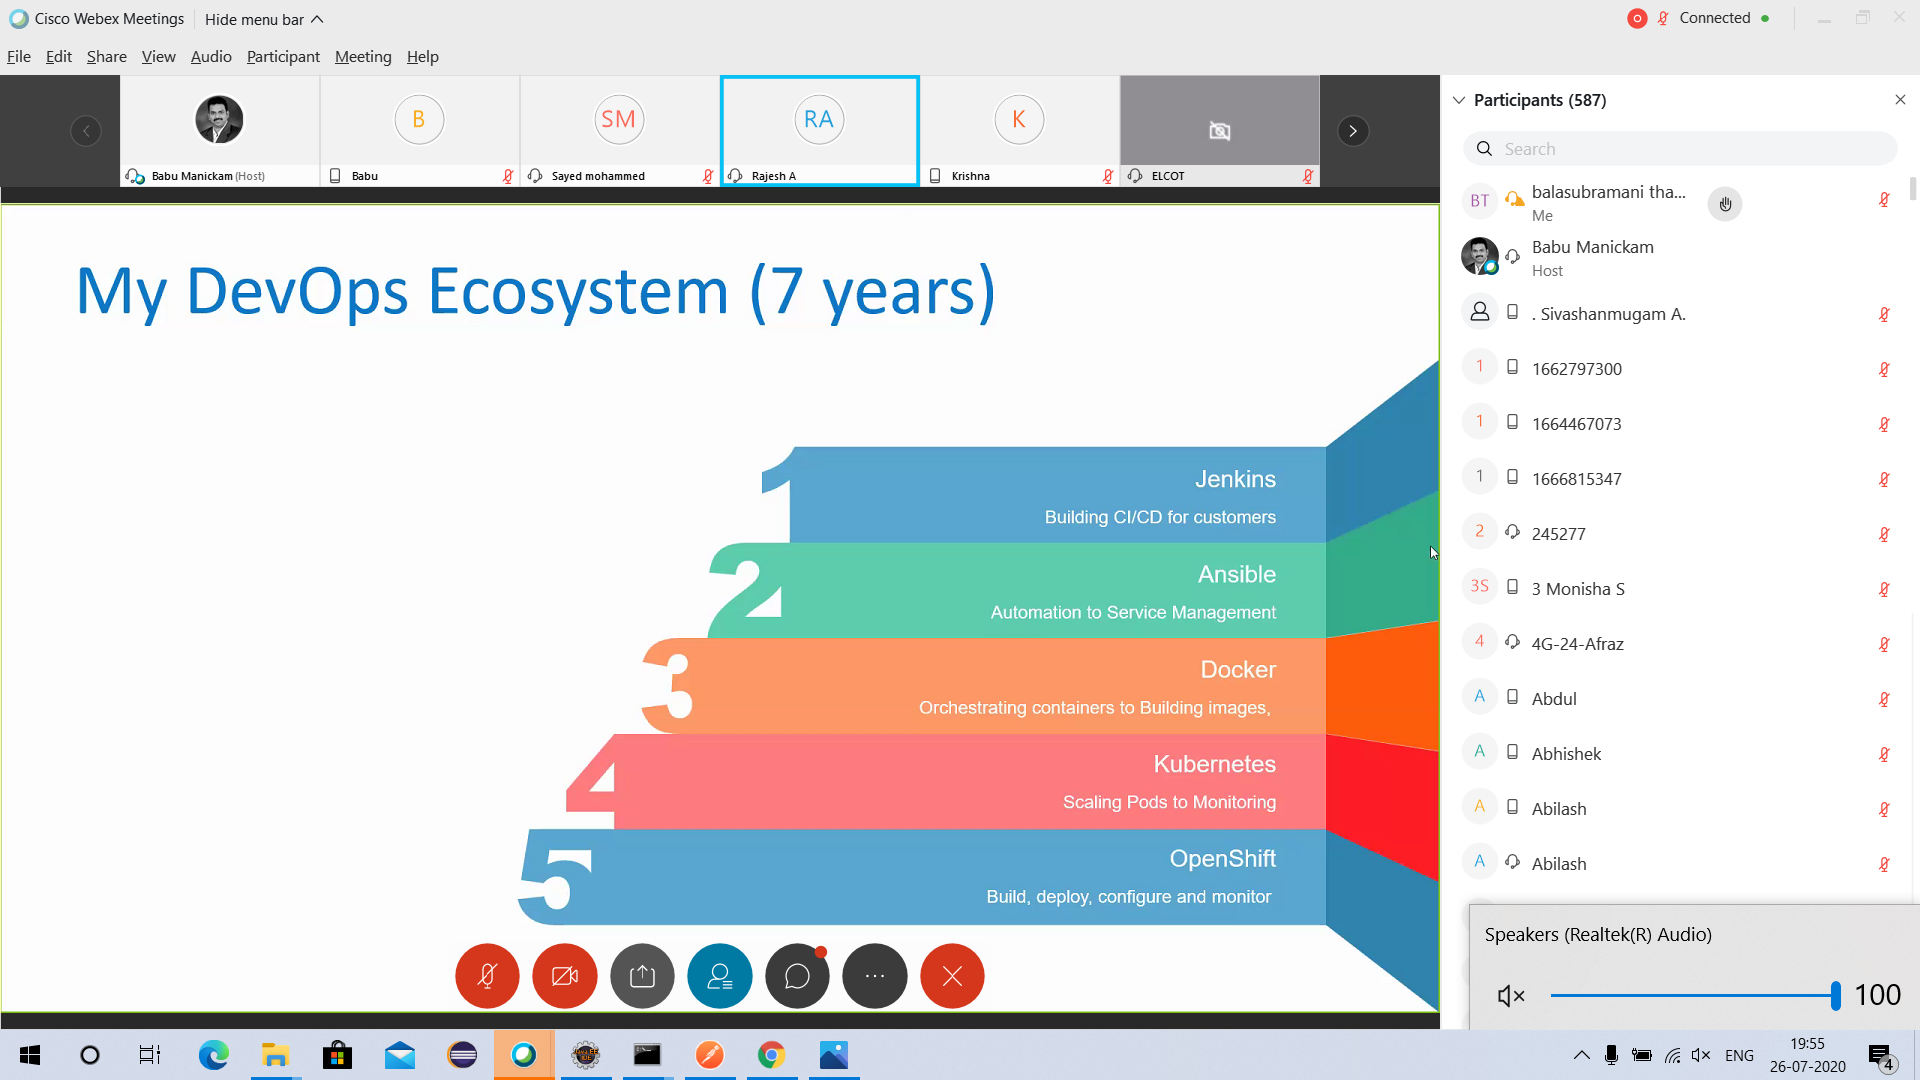 Cisco Webex Meetings
Hide menu bar
Connected
File Edit Share View Audio Participant Meeting Help
B
SM
RA
K
Babu Manickam (Host)
Babu
Sayed mohammed
Rajesh A
Krishna
ELCOT
My DevOps Ecosystem (7 years)
1
Jenkins
Building CI/CD for customers
2
Ansible
Automation to Service Management
3
Docker
Orchestrating containers to Building images,
4
Kubernetes
Scaling Pods to Monitoring
5
OpenShift
Build, deploy, configure and monitor
Participants (587)
Search
BT balasubramani tha...
Me
Babu Manickam
Host
. Sivashanmugam A.
1 1662797300
1 1664467073
1 1666815347
2 245277
3S 3 Monisha S
4 4G-24-Afraz
A Abdul
A Abhishek
A Abilash
A Abilash
Speakers (Realtek(R) Audio)
100
ENG
19:55
26-07-2020
4